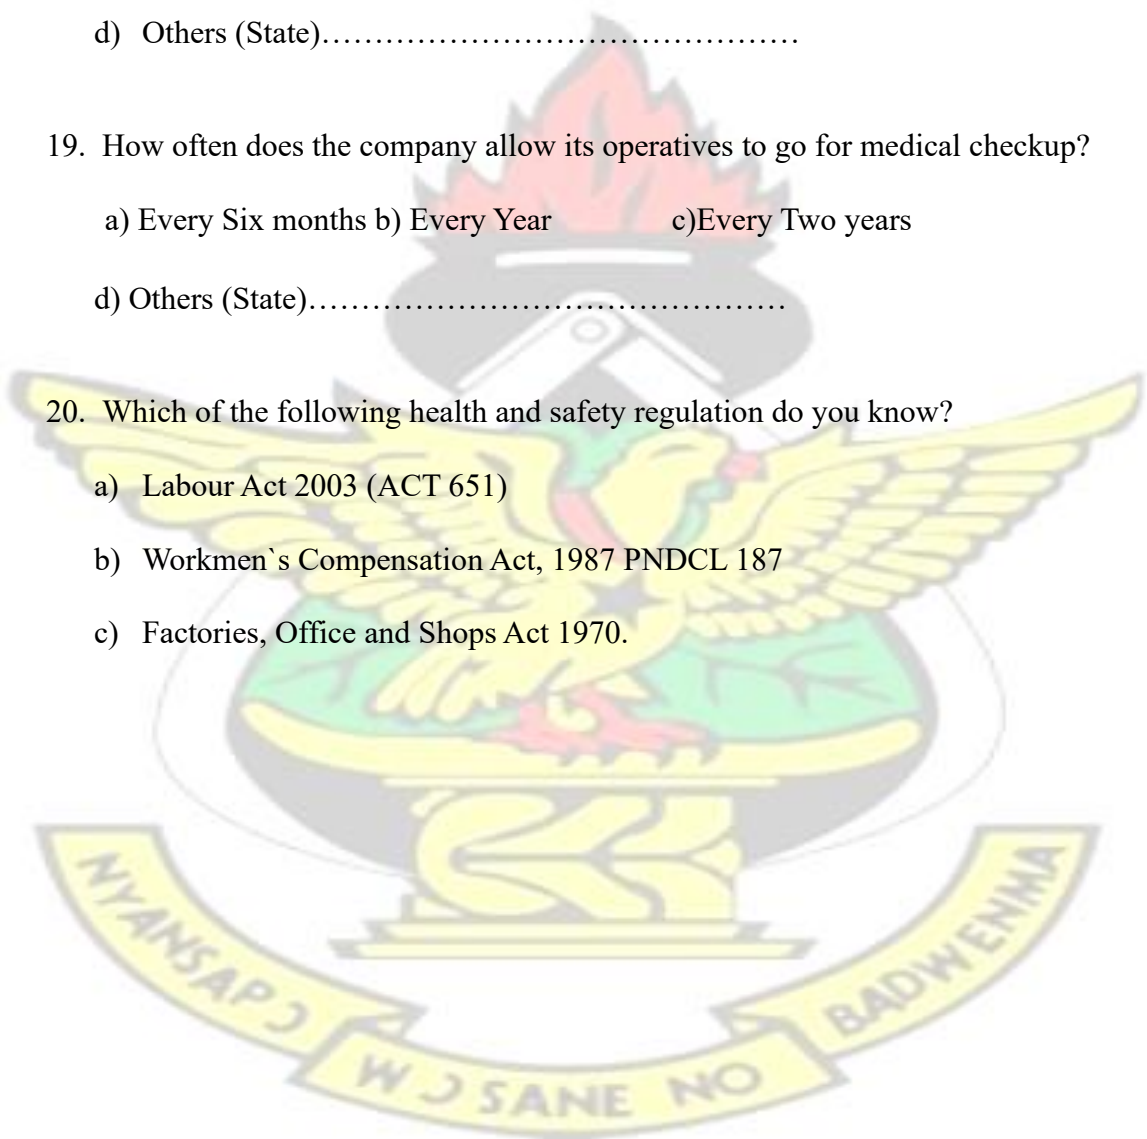 d) Others (State)……………………………………….
19. How often does the company allow its operatives to go for medical checkup?
a) Every Six months b) Every Year c)Every Two years
d) Others (State)……………………………………….
20. Which of the following health and safety regulation do you know?
a) Labour Act 2003 (ACT 651)
b) Workmen`s Compensation Act, 1987 PNDCL 187
c) Factories, Office and Shops Act 1970.
NYANSAPƆ
WƆSANE NO
BADWENMA